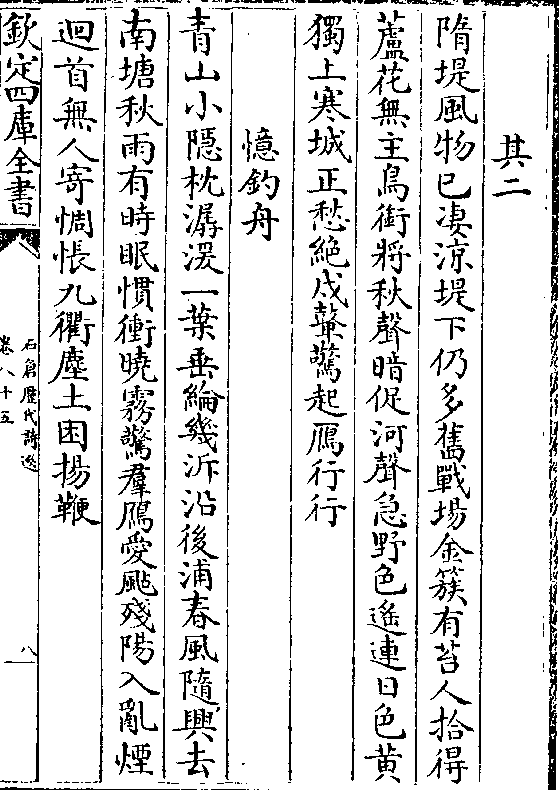 其二
隋堤風物已凄涼堤下仍多舊戰場金簇有苔人拾得
蘆花無主鳥銜將秋聲暗促河聲急野色遙連日色黄
獨上寒城正愁絶戍鼙驚起鴈行行
憶釣舟
青山小隱枕潺湲一葉垂綸幾泝沿後浦春風隨興去
南塘秋雨有時眠慣衝曉霧驚羣鴈愛颭殘陽入亂煙
迴首無人寄惆悵九衢塵土困揚鞭
欽定四庫全書
石倉歷代詩選
卷八十五
八